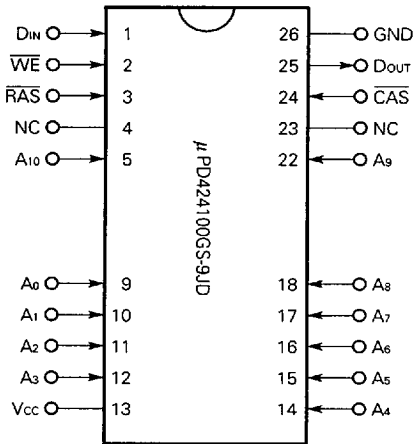 DIN 1 26 GND
WE 2 25 DOUT
RAS 3 24 CAS
NC 4 23 NC
A10 5 22 A9
μPD424100GS-9JD
A0 9 18 A8
A1 10 17 A7
A2 11 16 A6
A3 12 15 A5
VCC 13 14 A4